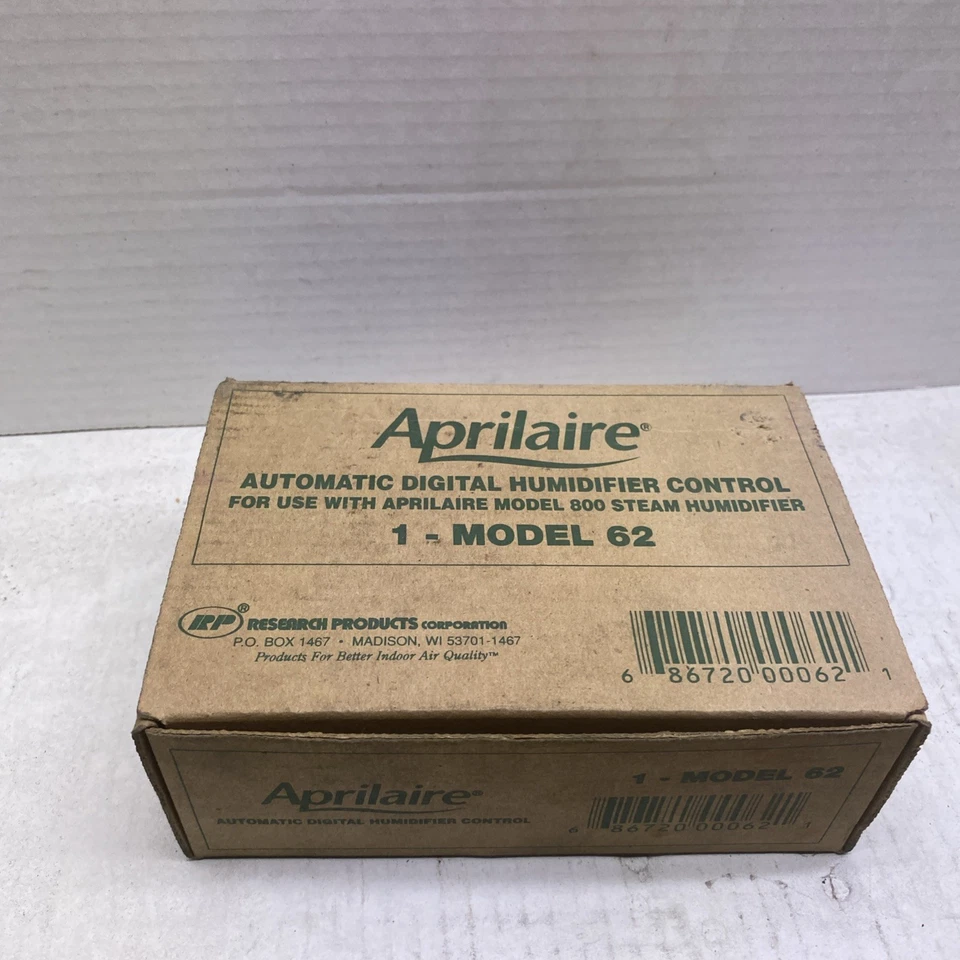 Aprilaire®
AUTOMATIC DIGITAL HUMIDIFIER CONTROL
FOR USE WITH APRILAIRE MODEL 800 STEAM HUMIDIFIER
1 - MODEL 62
RP® RESEARCH PRODUCTS CORPORATION
P.O. BOX 1467 • MADISON, WI 53701-1467
Products For Better Indoor Air Quality™
6 86720 00062 1
Aprilaire®
AUTOMATIC DIGITAL HUMIDIFIER CONTROL
1 - MODEL 62
6 86720 00062 1